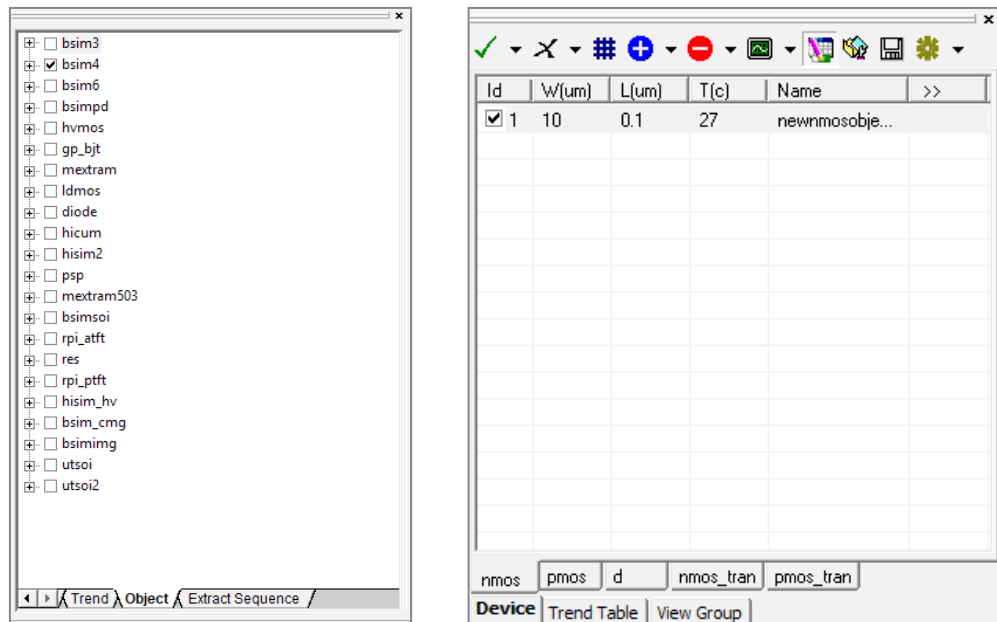 bsim3
bsim4
bsim6
bsimpd
hvmos
gp_bjt
mextram
ldmos
diode
hicum
hisim2
psp
mextram503
bsimsoi
rpi_atft
res
rpi_ptft
hisim_hv
bsim_cmg
bsimimg
utsoi
utsoi2
Trend Object Extract Sequence
Id W(um) L(um) T(c) Name >>
1 10 0.1 27 newnmosobje...
nmos pmos d nmos_tran pmos_tran
Device Trend Table View Group